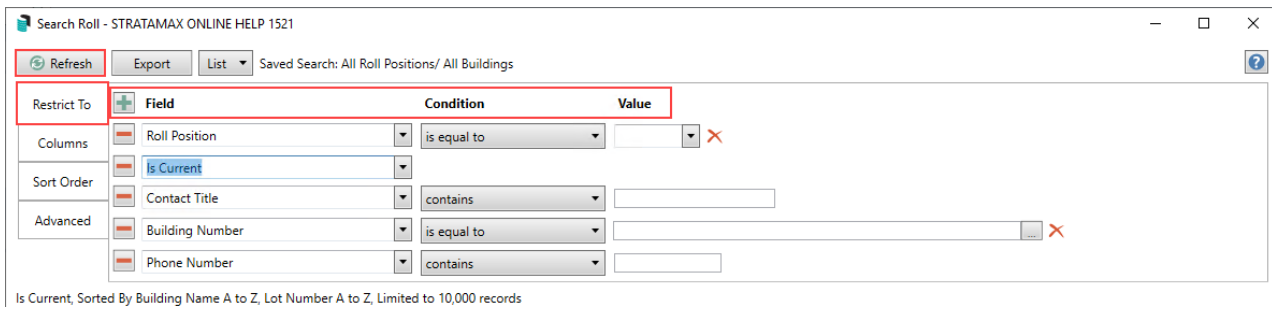 Search Roll - STRATAMAX ONLINE HELP 1521
Refresh Export List Saved Search: All Roll Positions/ All Buildings
Restrict To Field Condition Value
Roll Position is equal to
Columns
Is Current
Sort Order
Contact Title contains
Advanced
Building Number is equal to ...
Phone Number contains
Is Current, Sorted By Building Name A to Z, Lot Number A to Z, Limited to 10,000 records